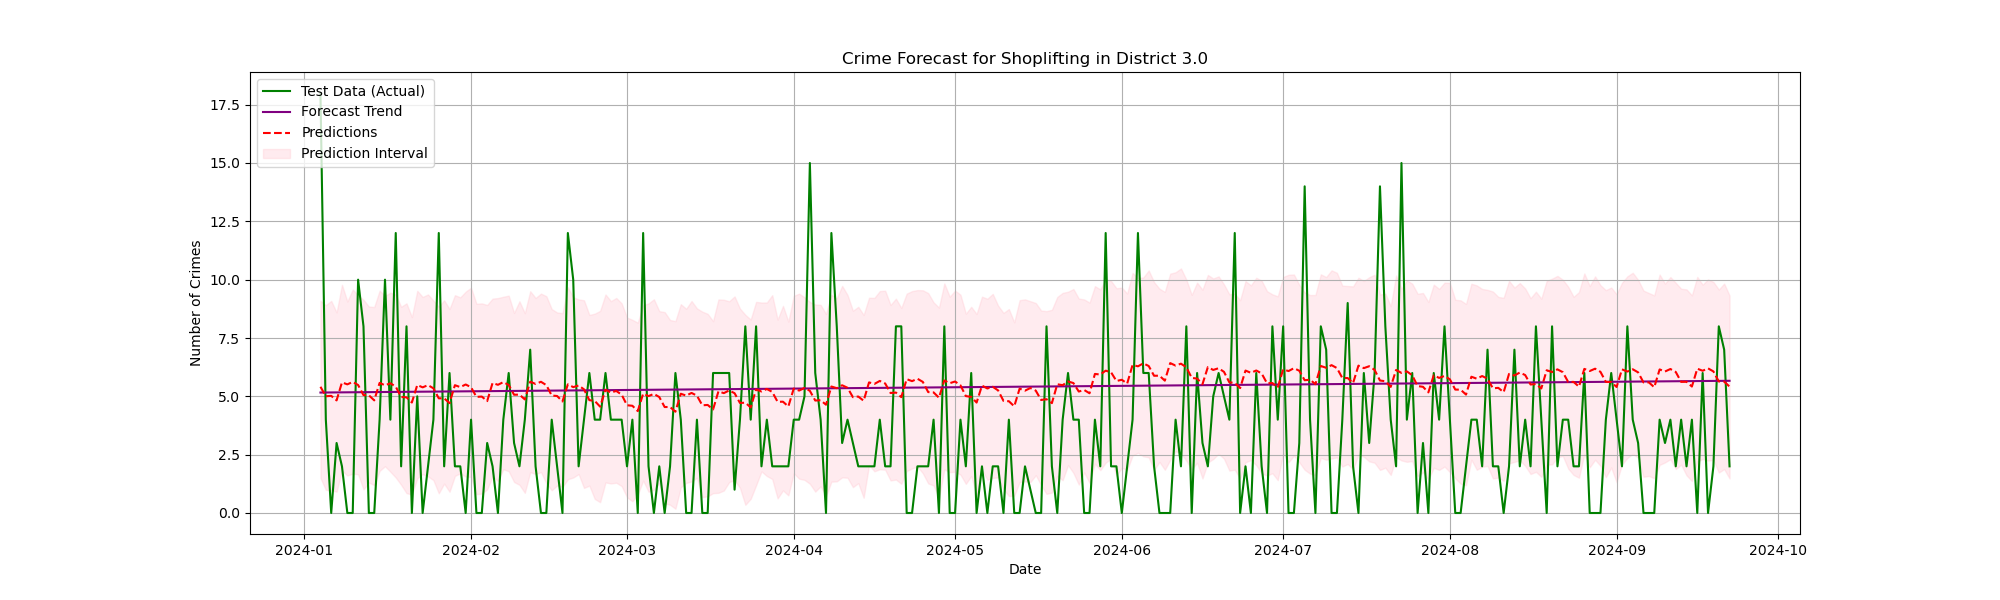 Crime Forecast for Shoplifting in District 3.0
Test Data (Actual)
Forecast Trend
Predictions
Prediction Interval
Number of Crimes
17.5
15.0
12.5
10.0
7.5
5.0
2.5
0.0
2024-01 2024-02 2024-03 2024-04 2024-05 2024-06 2024-07 2024-08 2024-09 2024-10
Date